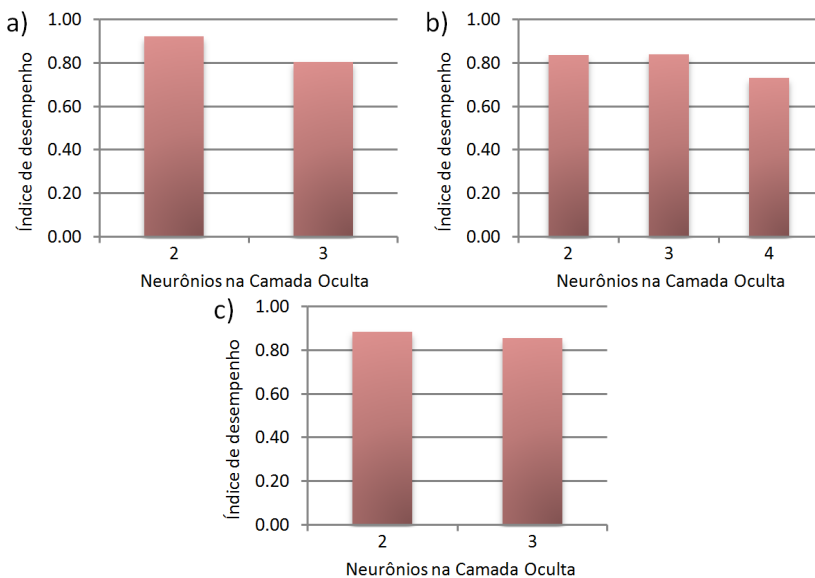 a)
Índice de desempenho
1.00
0.80
0.60
0.40
0.20
0.00
2 3
Neurônios na Camada Oculta
b)
Índice de desempenho
1.00
0.80
0.60
0.40
0.20
0.00
2 3 4
Neurônios na Camada Oculta
c)
Índice de desempenho
1.00
0.80
0.60
0.40
0.20
0.00
2 3
Neurônios na Camada Oculta